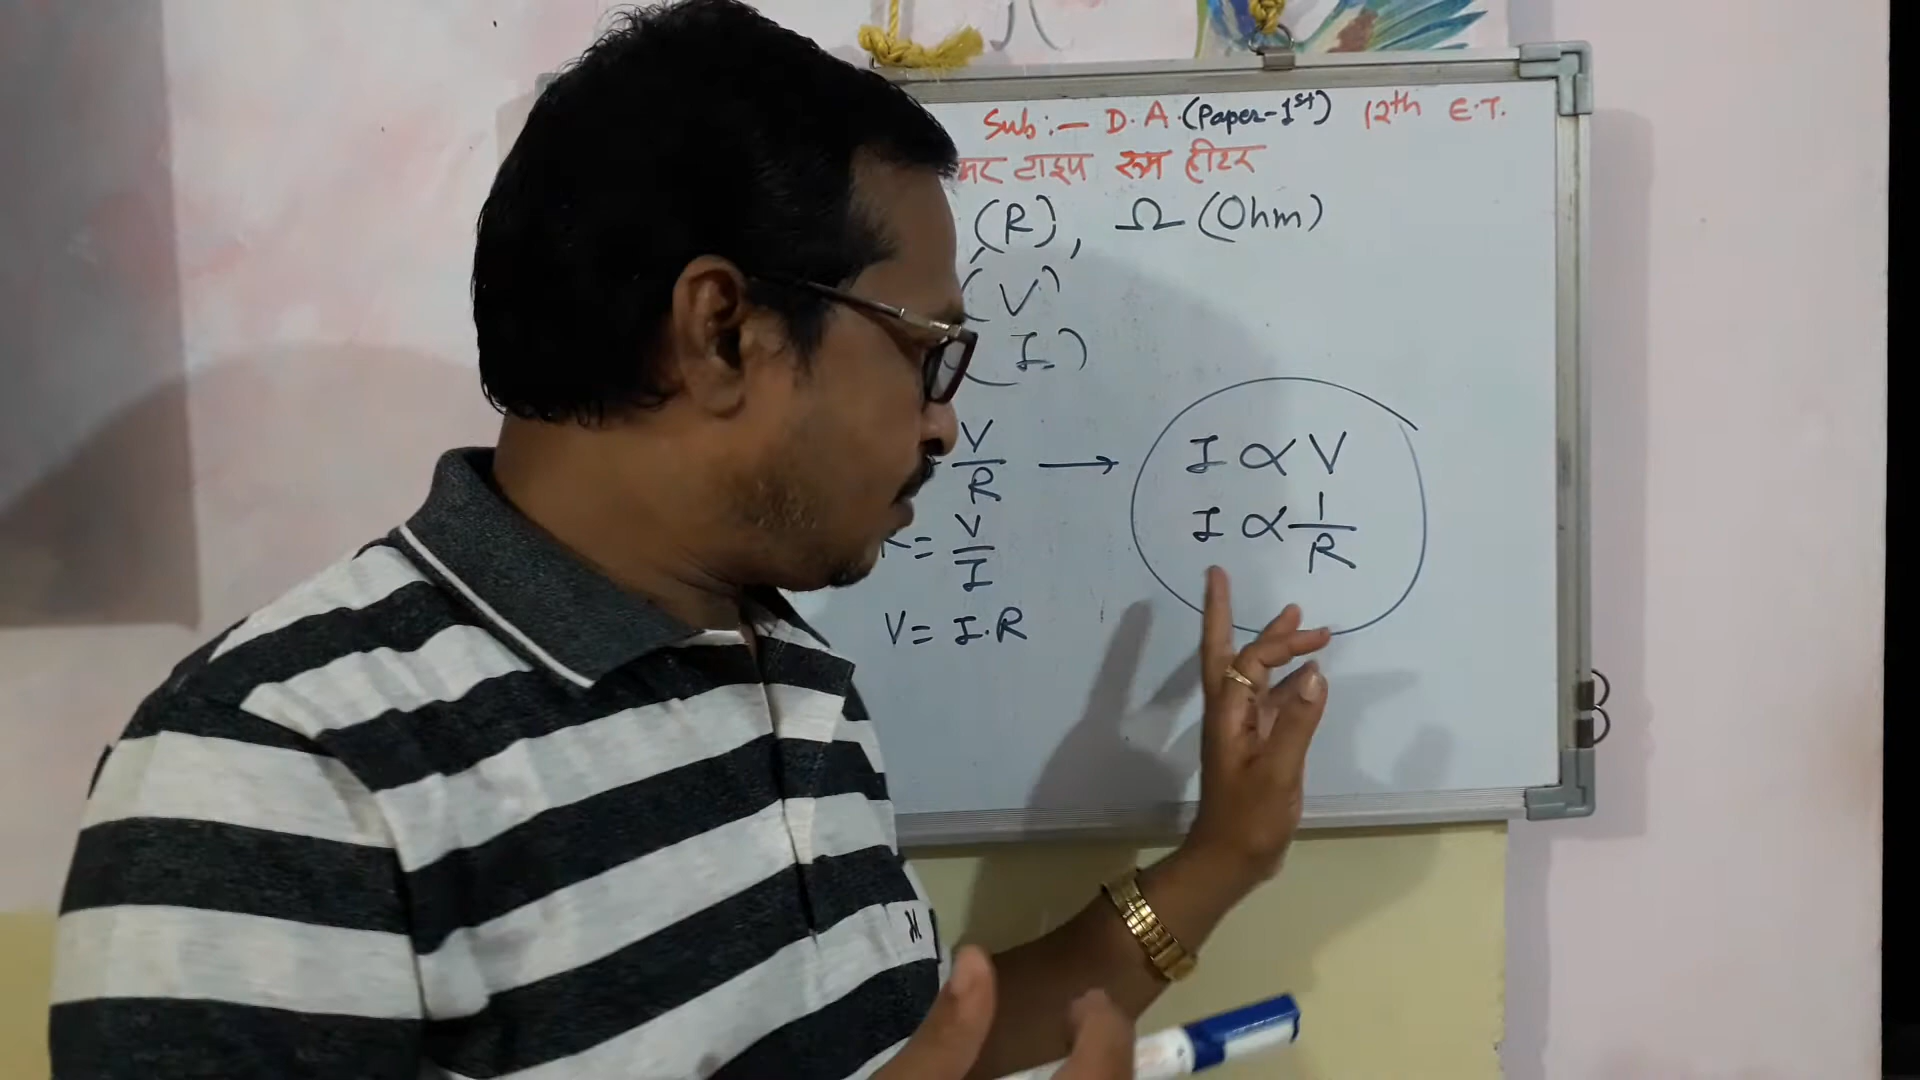 Sub:- D.A. (Paper-1st) 12th E.T.
टाइप रूम हीटर
(R), Ω (Ohm)
(V)
(I)
V/R → I ∝ V
I ∝ 1/R
= V/I
V = I.R